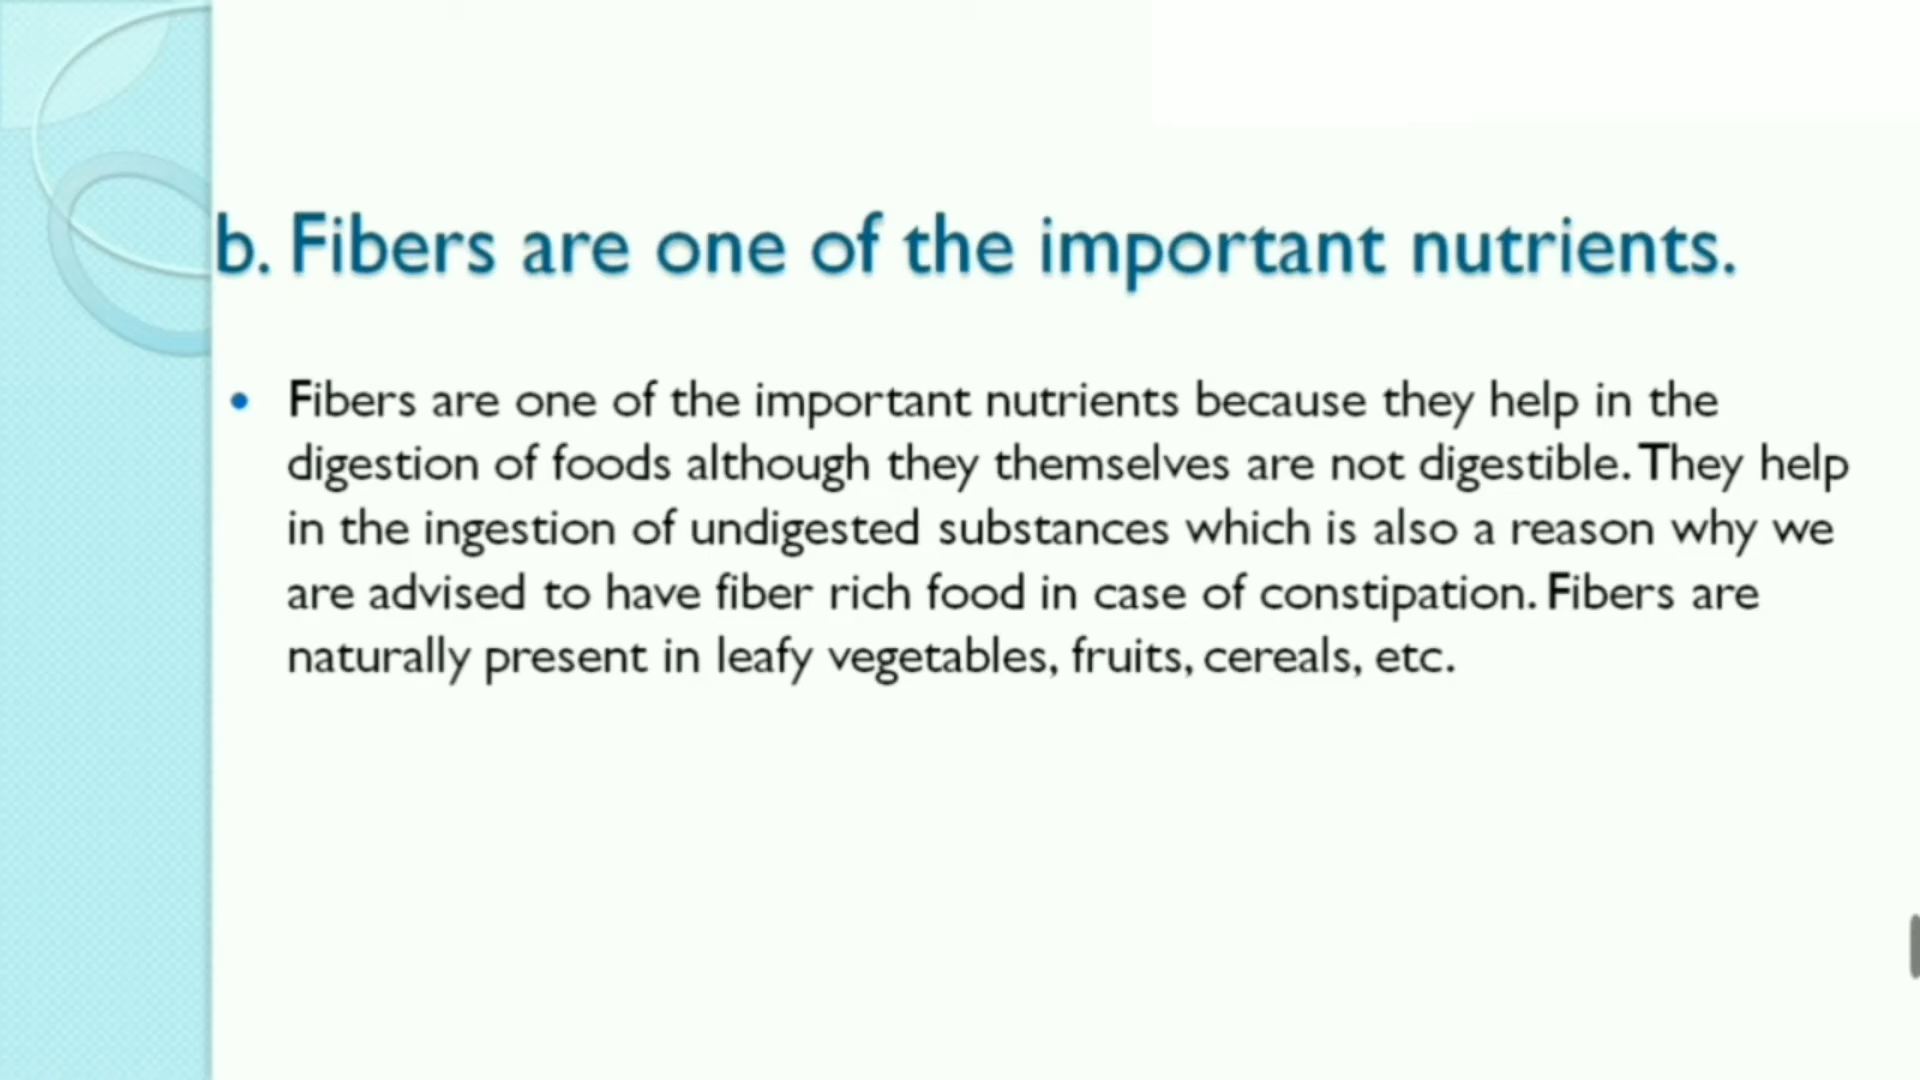 b. Fibers are one of the important nutrients.
• Fibers are one of the important nutrients because they help in the
digestion of foods although they themselves are not digestible. They help
in the ingestion of undigested substances which is also a reason why we
are advised to have fiber rich food in case of constipation. Fibers are
naturally present in leafy vegetables, fruits, cereals, etc.